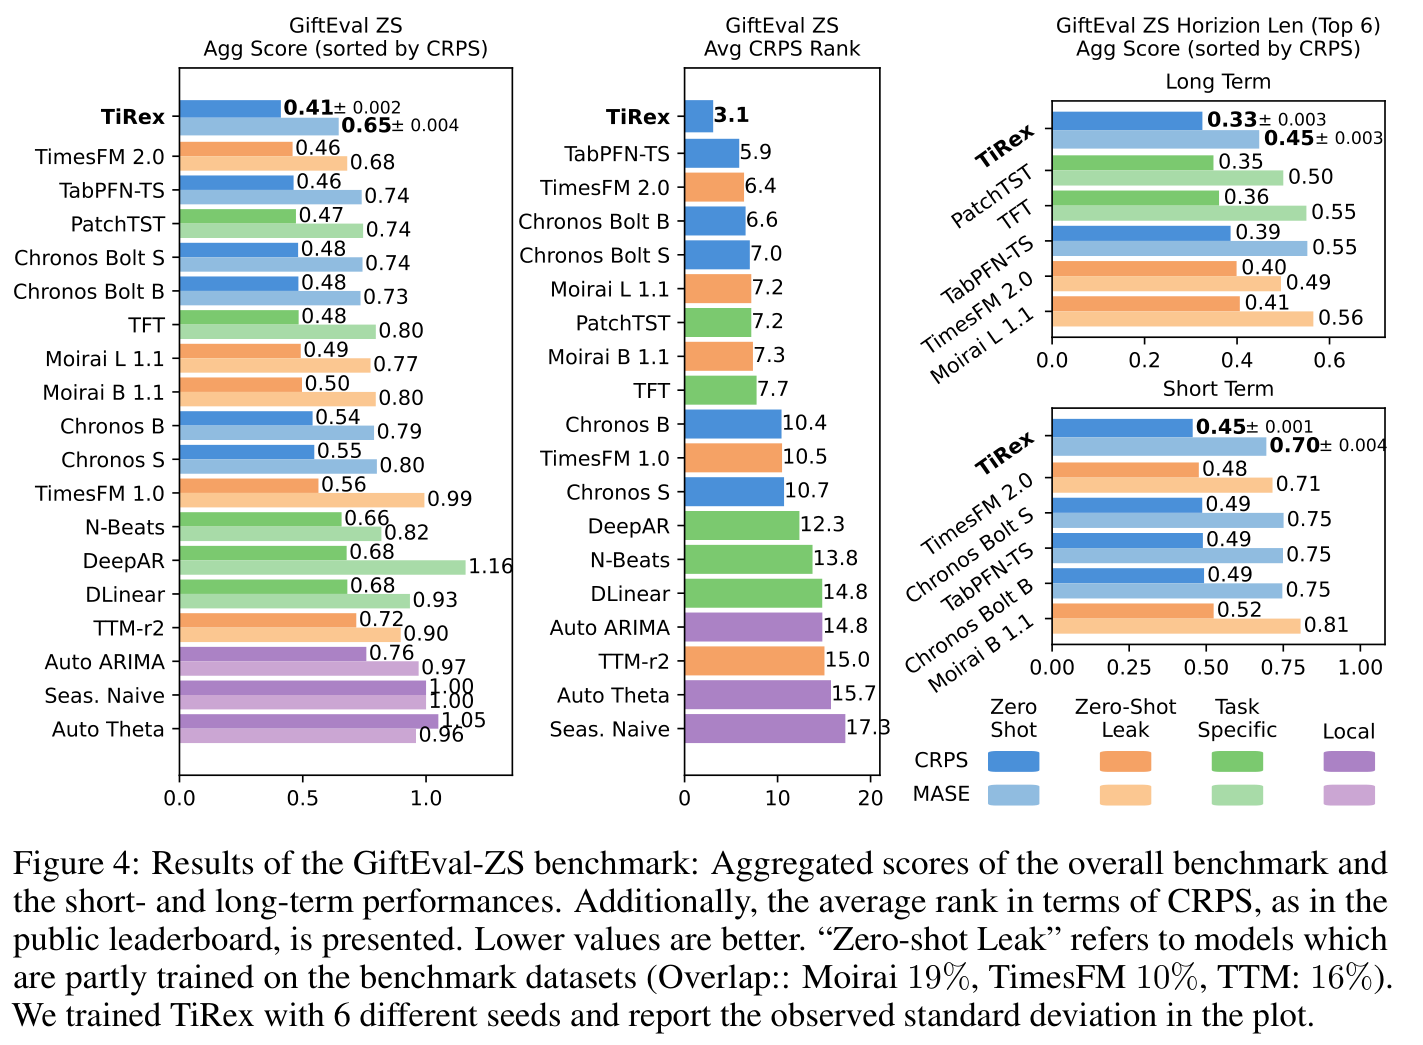 GiftEval ZS
Agg Score (sorted by CRPS)
TiRex
0.41± 0.002
0.65± 0.004
TimesFM 2.0
0.46
0.68
TabPFN-TS
0.46
0.74
PatchTST
0.47
0.74
Chronos Bolt S
0.48
0.74
Chronos Bolt B
0.48
0.73
TFT
0.48
0.80
Moirai L 1.1
0.49
0.77
Moirai B 1.1
0.50
0.80
Chronos B
0.54
0.79
Chronos S
0.55
0.80
TimesFM 1.0
0.56
0.99
N-Beats
0.66
0.82
DeepAR
0.68
1.16
DLinear
0.68
0.93
TTM-r2
0.72
0.90
Auto ARIMA
0.76
0.97
Seas. Naive
1.00
1.00
Auto Theta
1.05
0.96
0.0 0.5 1.0
GiftEval ZS
Avg CRPS Rank
TiRex 3.1
TabPFN-TS 5.9
TimesFM 2.0 6.4
Chronos Bolt B 6.6
Chronos Bolt S 7.0
Moirai L 1.1 7.2
PatchTST 7.2
Moirai B 1.1 7.3
TFT 7.7
Chronos B 10.4
TimesFM 1.0 10.5
Chronos S 10.7
DeepAR 12.3
N-Beats 13.8
DLinear 14.8
Auto ARIMA 14.8
TTM-r2 15.0
Auto Theta 15.7
Seas. Naive 17.3
0 10 20
GiftEval ZS Horizion Len (Top 6)
Agg Score (sorted by CRPS)
Long Term
TiRex
0.33± 0.003
0.45± 0.003
PatchTST
0.35
0.50
TFT
0.36
0.55
TabPFN-TS
0.39
0.55
TimesFM 2.0
0.40
0.49
Moirai L 1.1
0.41
0.56
0.0 0.2 0.4 0.6
Short Term
TiRex
0.45± 0.001
0.70± 0.004
TimesFM 2.0
0.48
0.71
Chronos Bolt S
0.49
0.75
TabPFN-TS
0.49
0.75
Chronos Bolt B
0.49
0.75
Moirai B 1.1
0.52
0.81
0.00 0.25 0.50 0.75 1.00
Zero Shot
Zero-Shot Leak
Task Specific
Local
CRPS
MASE
Figure 4: Results of the GiftEval-ZS benchmark: Aggregated scores of the overall benchmark and
the short- and long-term performances. Additionally, the average rank in terms of CRPS, as in the
public leaderboard, is presented. Lower values are better. “Zero-shot Leak” refers to models which
are partly trained on the benchmark datasets (Overlap:: Moirai 19%, TimesFM 10%, TTM: 16%).
We trained TiRex with 6 different seeds and report the observed standard deviation in the plot.